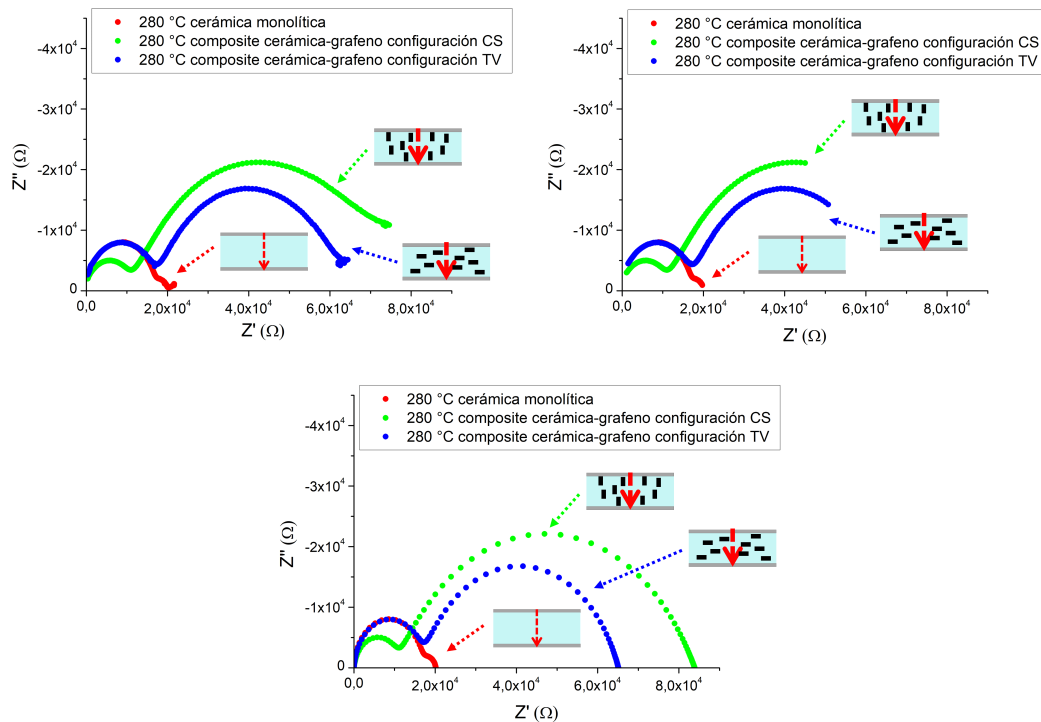 280 °C cerámica monolítica
280 °C composite cerámica-grafeno configuración CS
280 °C composite cerámica-grafeno configuración TV
-4x10⁴
-3x10⁴
-2x10⁴
-1x10⁴
0
Z'' (Ω)
0,0 2,0x10⁴ 4,0x10⁴ 6,0x10⁴ 8,0x10⁴
Z' (Ω)
280 °C cerámica monolítica
280 °C composite cerámica-grafeno configuración CS
280 °C composite cerámica-grafeno configuración TV
-4x10⁴
-3x10⁴
-2x10⁴
-1x10⁴
0
Z'' (Ω)
0,0 2,0x10⁴ 4,0x10⁴ 6,0x10⁴ 8,0x10⁴
Z' (Ω)
280 °C cerámica monolítica
280 °C composite cerámica-grafeno configuración CS
280 °C composite cerámica-grafeno configuración TV
-4x10⁴
-3x10⁴
-2x10⁴
-1x10⁴
0
Z'' (Ω)
0,0 2,0x10⁴ 4,0x10⁴ 6,0x10⁴ 8,0x10⁴
Z' (Ω)